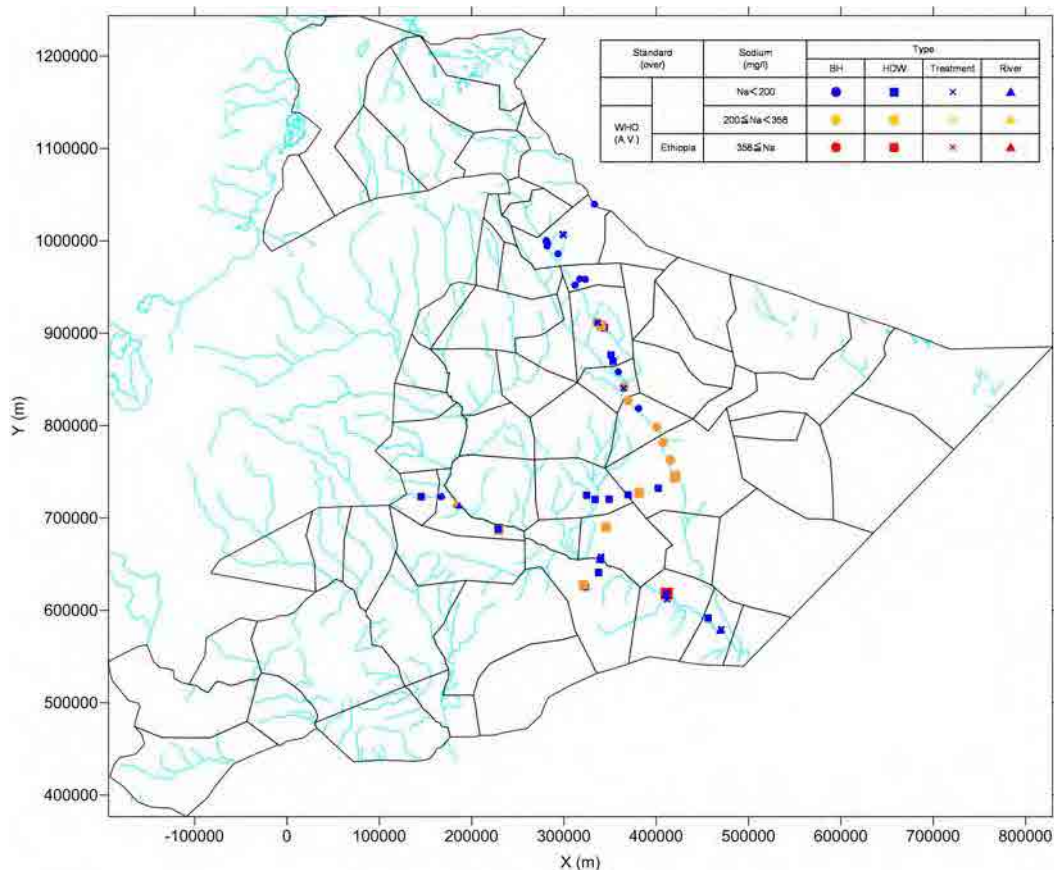 Standard (over) Sodium (mg/l) Type
BH HDW Treatment River
Na<200
WHO (A.V.) 200≦Na<358
Ethiopia 358≦Na
1200000
1100000
1000000
900000
800000
700000
600000
500000
400000
Y (m)
-100000 0 100000 200000 300000 400000 500000 600000 700000 800000
X (m)